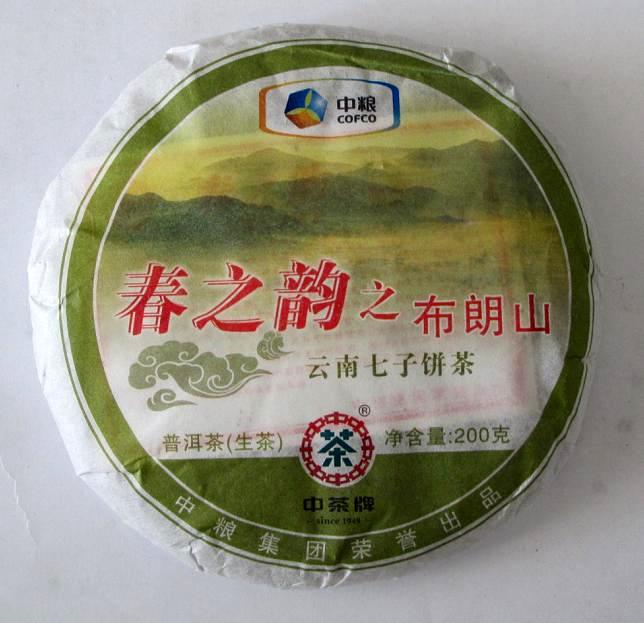 中粮
COFCO
春之韵之布朗山
云南七子饼茶
普洱茶(生茶)
茶
®
净含量:200克
中茶牌
since 1949
中粮集团荣誉出品